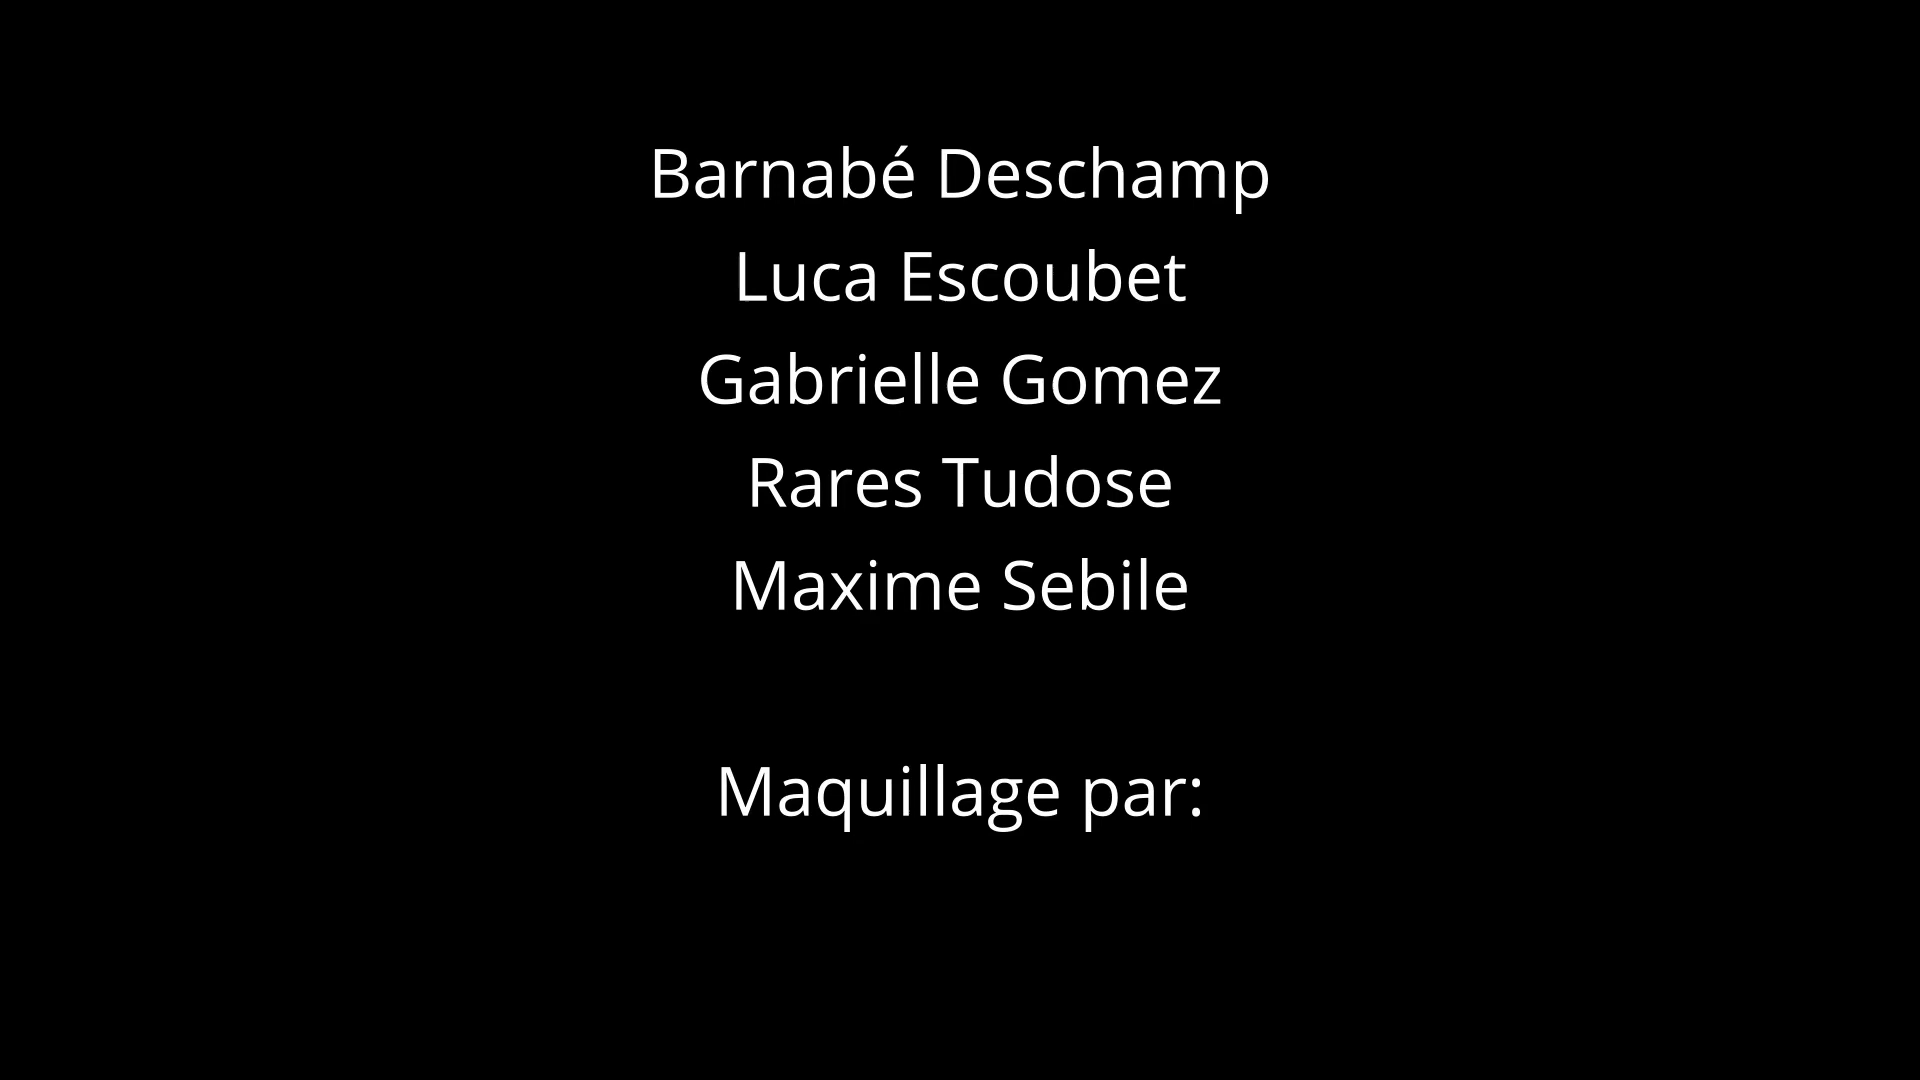 Barnabé Deschamp
Luca Escoubet
Gabrielle Gomez
Rares Tudose
Maxime Sebile
Maquillage par: